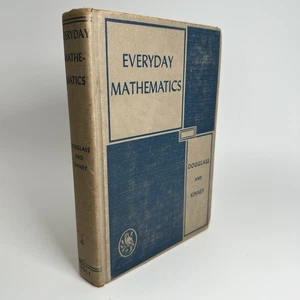 EVERYDAY
MATHE-
MATICS
DOUGLASS
AND
KINNEY
EVERYDAY
MATHEMATICS
DOUGLASS
AND
KINNEY